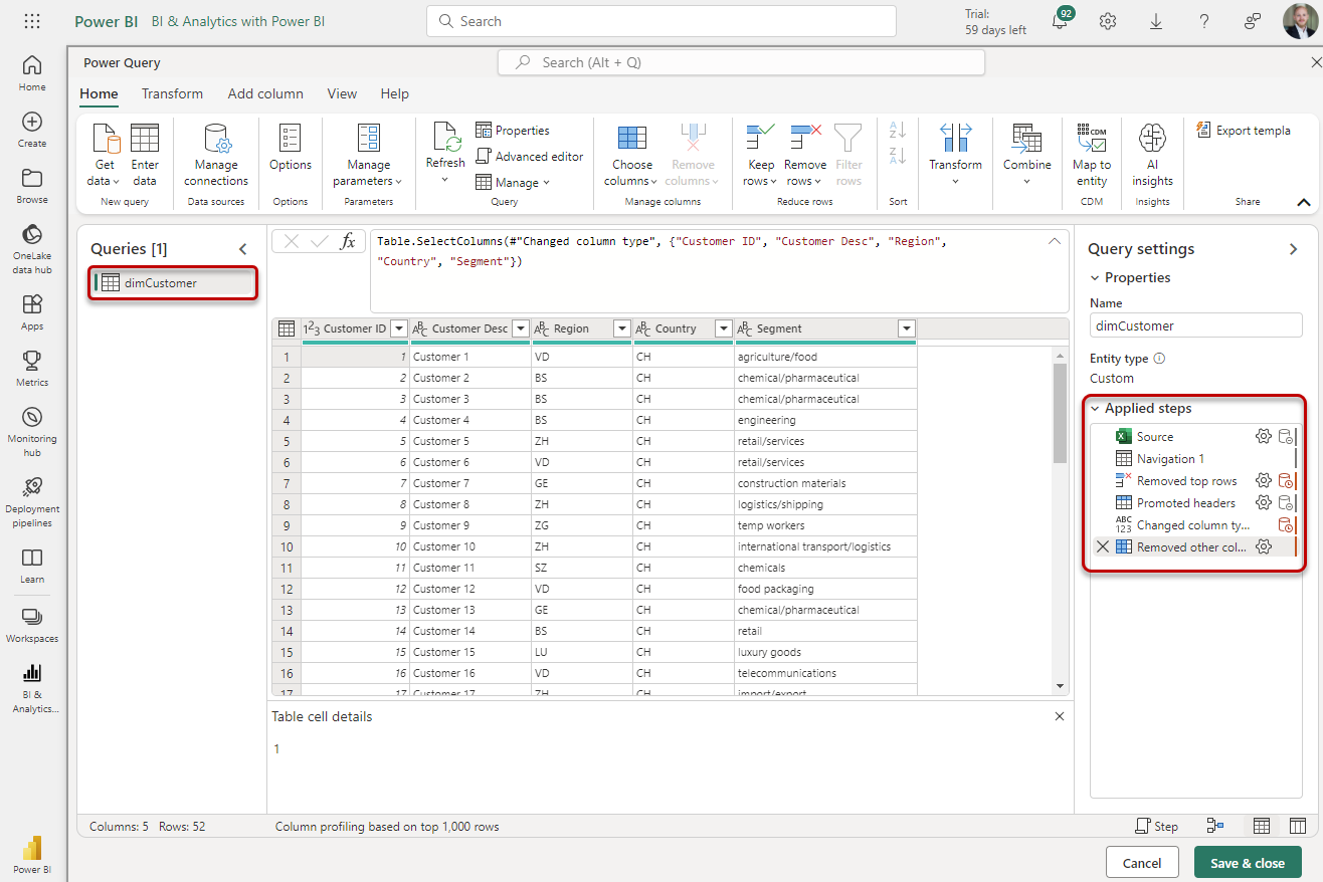 Power BI BI & Analytics with Power BI
Search
Trial:
59 days left
92
Home
Create
Browse
OneLake
data hub
Apps
Metrics
Monitoring
hub
Deployment
pipelines
Learn
Workspaces
BI &
Analytics...
Power BI
Power Query
Search (Alt + Q)
Home Transform Add column View Help
Get
data
Enter
data
New query
Manage
connections
Data sources
Options
Options
Manage
parameters
Parameters
Refresh
Properties
Advanced editor
Manage
Query
Choose
columns
Remove
columns
Manage columns
Keep
rows
Remove
rows
Filter
rows
Reduce rows
A
Z
Z
A
Sort
Transform
Combine
CDM
Map to
entity
CDM
AI
insights
Insights
Export templa
Share
Queries [1]
dimCustomer
fx
Table.SelectColumns(#"Changed column type", {"Customer ID", "Customer Desc", "Region",
"Country", "Segment"})
123 Customer ID ABC Customer Desc ABC Region ABC Country ABC Segment
1 1 Customer 1 VD CH agriculture/food
2 2 Customer 2 BS CH chemical/pharmaceutical
3 3 Customer 3 BS CH chemical/pharmaceutical
4 4 Customer 4 BS CH engineering
5 5 Customer 5 ZH CH retail/services
6 6 Customer 6 VD CH retail/services
7 7 Customer 7 GE CH construction materials
8 8 Customer 8 ZH CH logistics/shipping
9 9 Customer 9 ZG CH temp workers
10 10 Customer 10 ZH CH international transport/logistics
11 11 Customer 11 SZ CH chemicals
12 12 Customer 12 VD CH food packaging
13 13 Customer 13 GE CH chemical/pharmaceutical
14 14 Customer 14 BS CH retail
15 15 Customer 15 LU CH luxury goods
16 16 Customer 16 VD CH telecommunications
17 17 Customer 17 ZH CH import/export
Table cell details
1
Query settings
Properties
Name
dimCustomer
Entity type
Custom
Applied steps
Source
Navigation 1
Removed top rows
Promoted headers
ABC
123
Changed column ty...
Removed other col...
Columns: 5 Rows: 52
Column profiling based on top 1,000 rows
Step
Cancel
Save & close